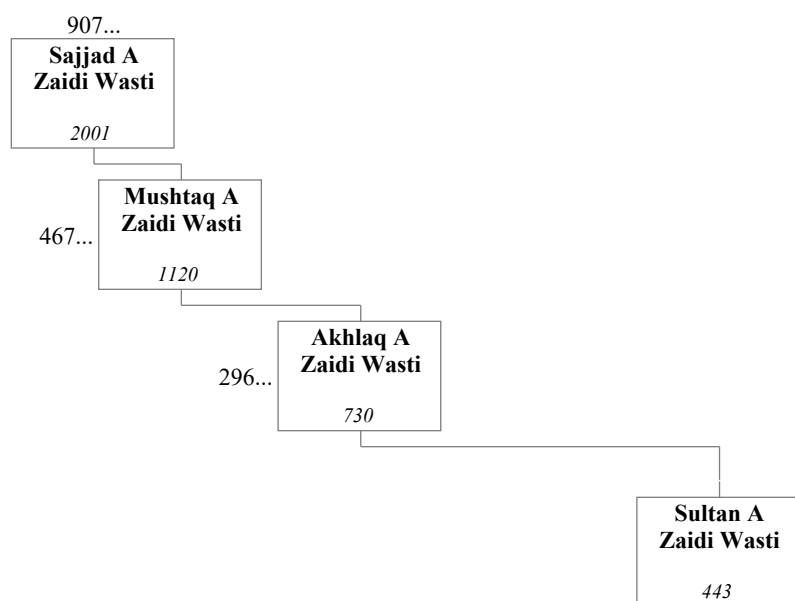 907...
Sajjad A
Zaidi Wasti
2001
Mushtaq A
Zaidi Wasti
467...
1120
Akhlaq A
Zaidi Wasti
296...
730
Sultan A
Zaidi Wasti
443